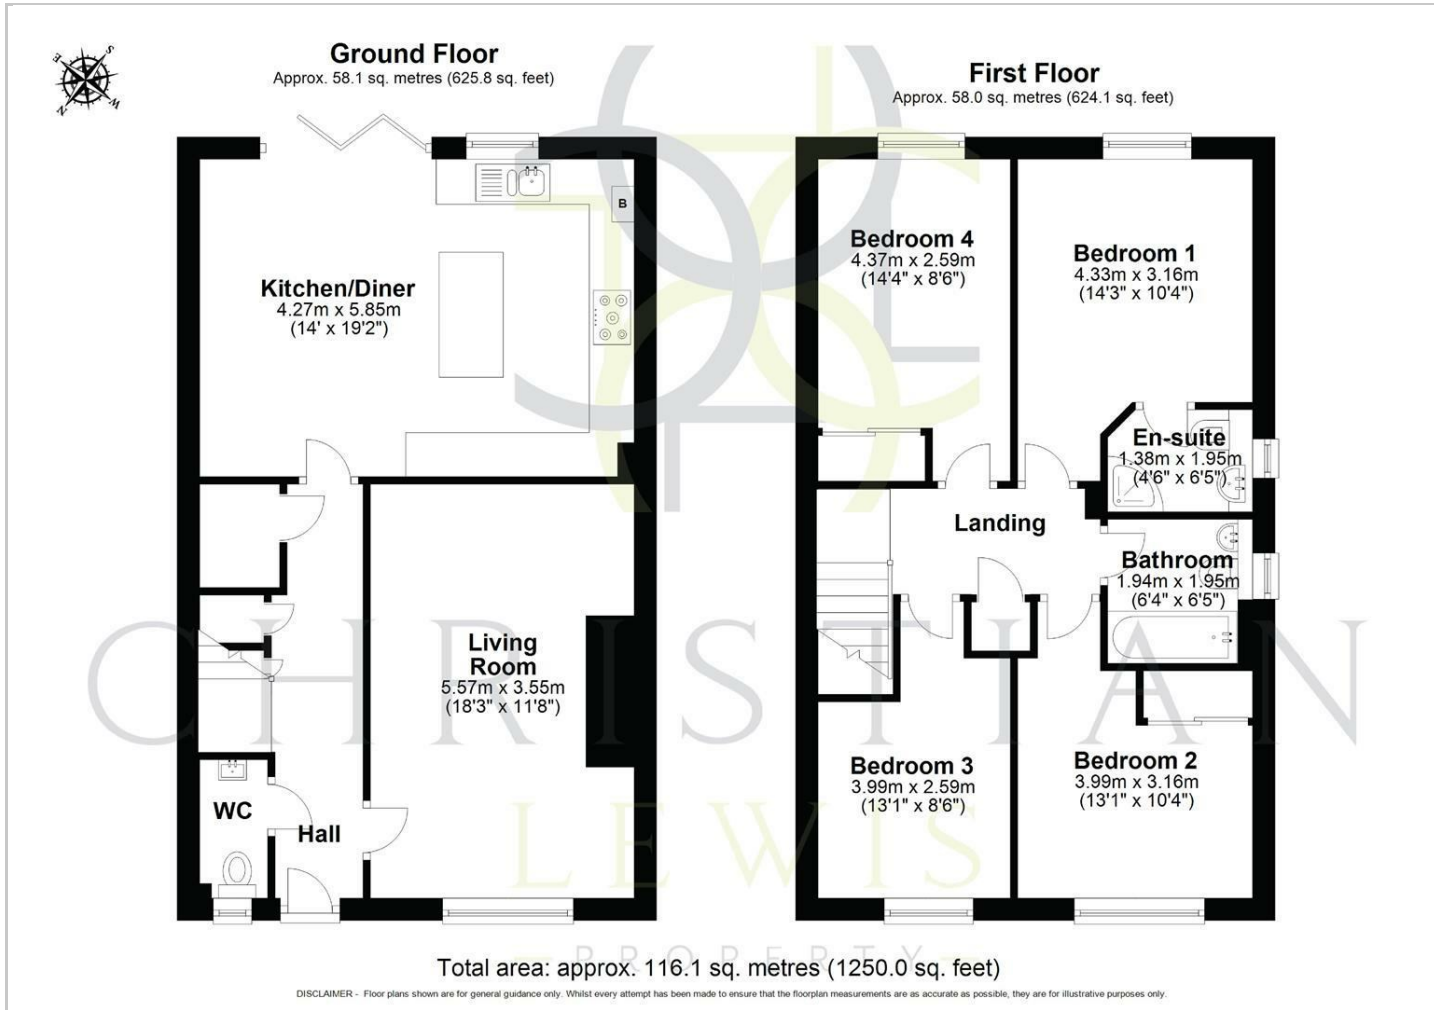 S
E
W
N
Ground Floor
Approx. 58.1 sq. metres (625.8 sq. feet)
First Floor
Approx. 58.0 sq. metres (624.1 sq. feet)
B
Kitchen/Diner
4.27m x 5.85m
(14' x 19'2")
Bedroom 4
4.37m x 2.59m
(14'4" x 8'6")
Bedroom 1
4.33m x 3.16m
(14'3" x 10'4")
En-suite
1.38m x 1.95m
(4'6" x 6'5")
Landing
Bathroom
1.94m x 1.95m
(6'4" x 6'5")
Living
Room
5.57m x 3.55m
(18'3" x 11'8")
Bedroom 3
3.99m x 2.59m
(13'1" x 8'6")
Bedroom 2
3.99m x 3.16m
(13'1" x 10'4")
WC
Hall
CHRISTIAN
LEWIS
PROPERTY
Total area: approx. 116.1 sq. metres (1250.0 sq. feet)
DISCLAIMER - Floor plans shown are for general guidance only. Whilst every attempt has been made to ensure that the floorplan measurements are as accurate as possible, they are for illustrative purposes only.